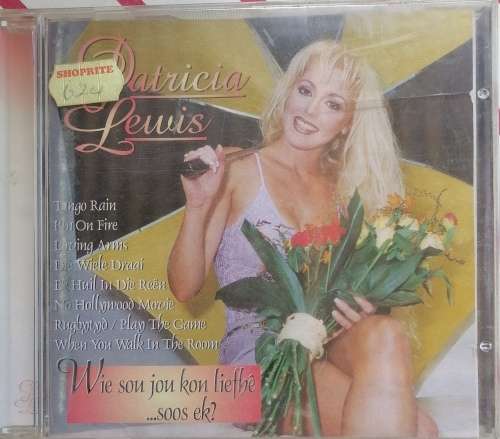 SHOPRITE
6.24
Patricia
Lewis
Tango Rain
On Fire
Loving Arms
Die Wiele Draai
Ek Huil In Die Reën
No Hollywood Movie
Rugbytyd / Play The Game
When You Walk In The Room
Wie sou jou kon liefhê
...soos ek?